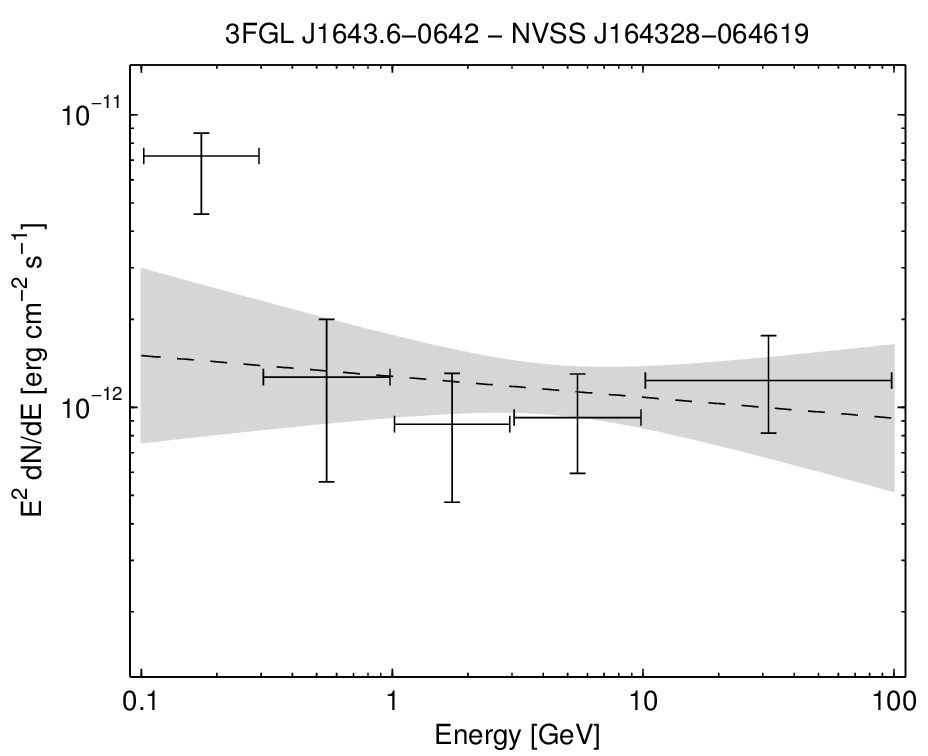 3FGL J1643.6−0642 − NVSS J164328−064619
10⁻¹¹
10⁻¹²
E² dN/dE [erg cm⁻² s⁻¹]
0.1 1 10 100
Energy [GeV]